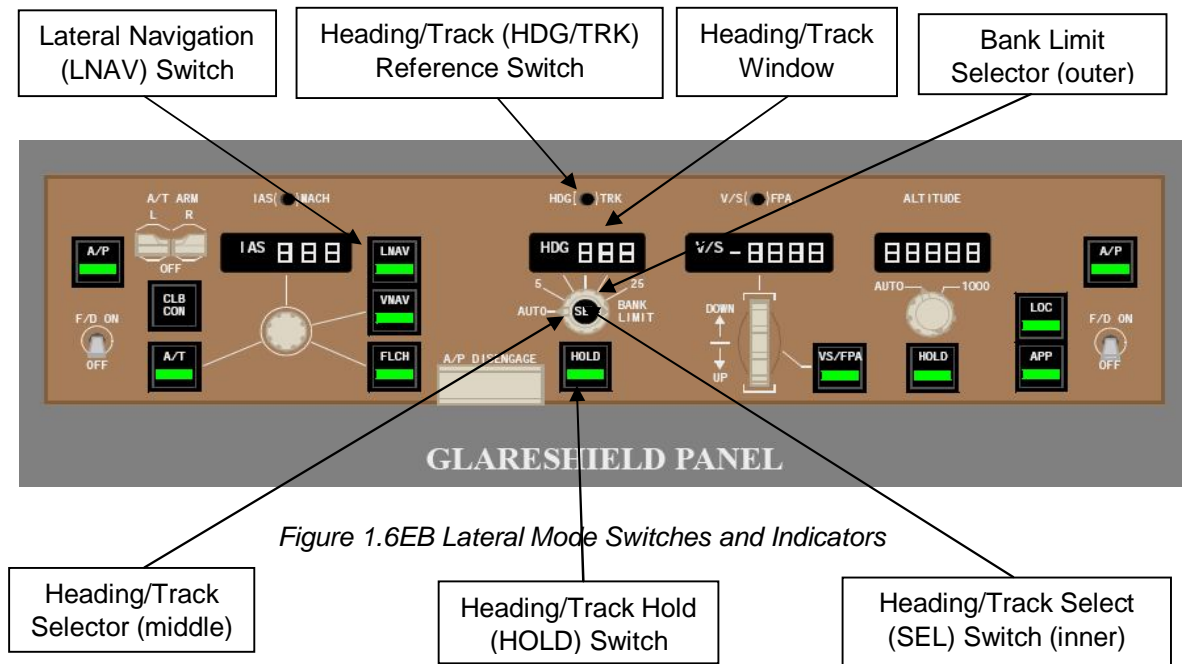 Lateral Navigation
(LNAV) Switch
Heading/Track (HDG/TRK)
Reference Switch
Heading/Track
Window
Bank Limit
Selector (outer)
A/T ARM
L R
OFF
IAS( )MACH
HDG( )TRK
V/S( )FPA
ALTITUDE
A/P
IAS 888
LNAV
HDG 888
V/S -8888
88888
A/P
CLB
CON
VNAV
5 25
AUTO
SEL
BANK
LIMIT
DOWN
UP
AUTO 1000
LOC
F/D ON
OFF
A/T
FLCH
A/P DISENGAGE
HOLD
VS/FPA
HOLD
APP
F/D ON
OFF
GLARESHIELD PANEL
Figure 1.6EB Lateral Mode Switches and Indicators
Heading/Track
Selector (middle)
Heading/Track Hold
(HOLD) Switch
Heading/Track Select
(SEL) Switch (inner)